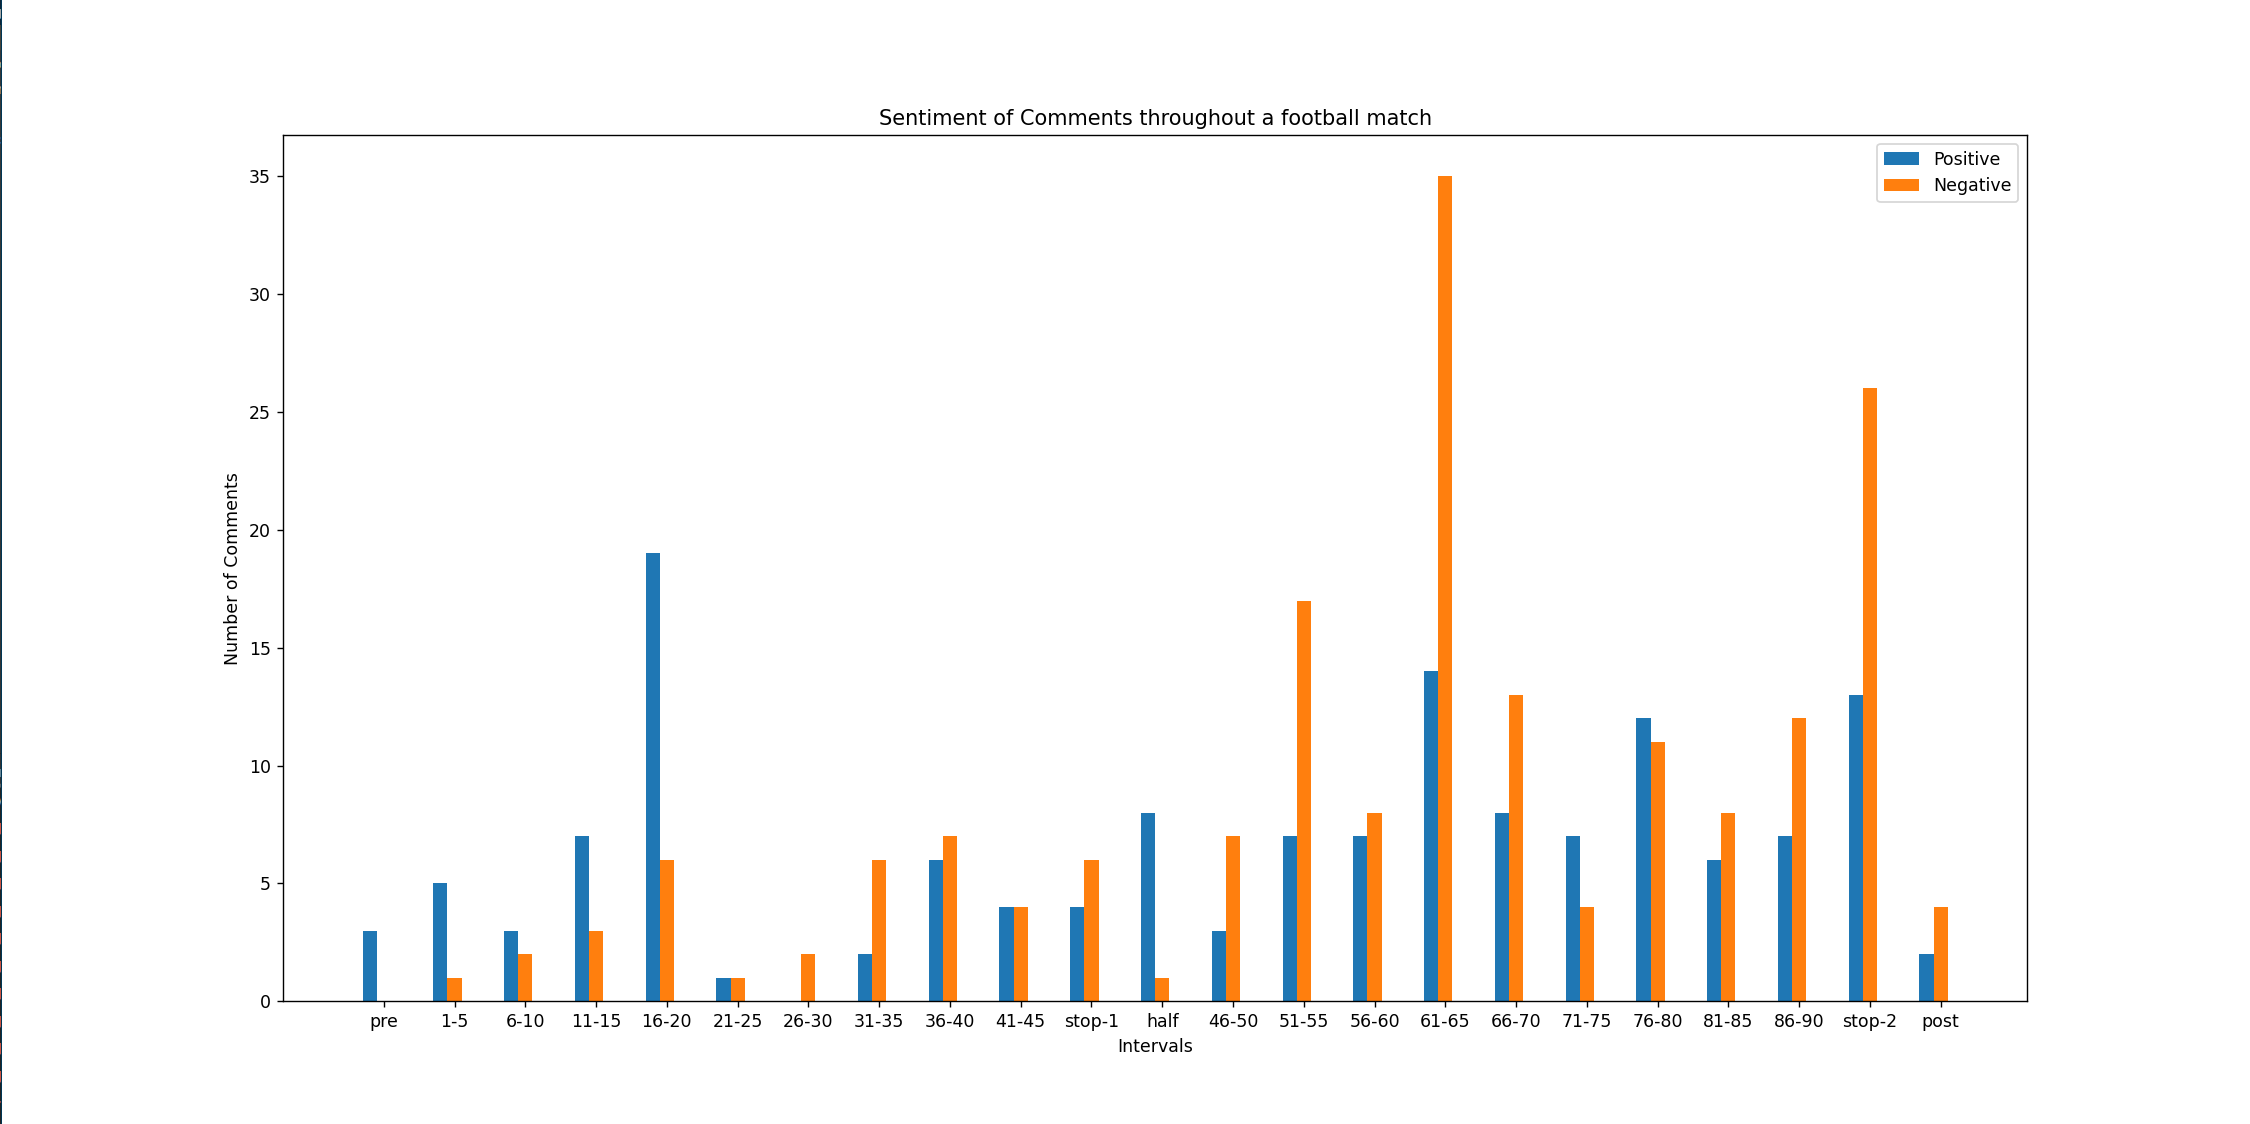 Sentiment of Comments throughout a football match
Positive
Negative
35
30
25
20
15
10
5
0
Number of Comments
pre 1-5 6-10 11-15 16-20 21-25 26-30 31-35 36-40 41-45 stop-1 half 46-50 51-55 56-60 61-65 66-70 71-75 76-80 81-85 86-90 stop-2 post
Intervals